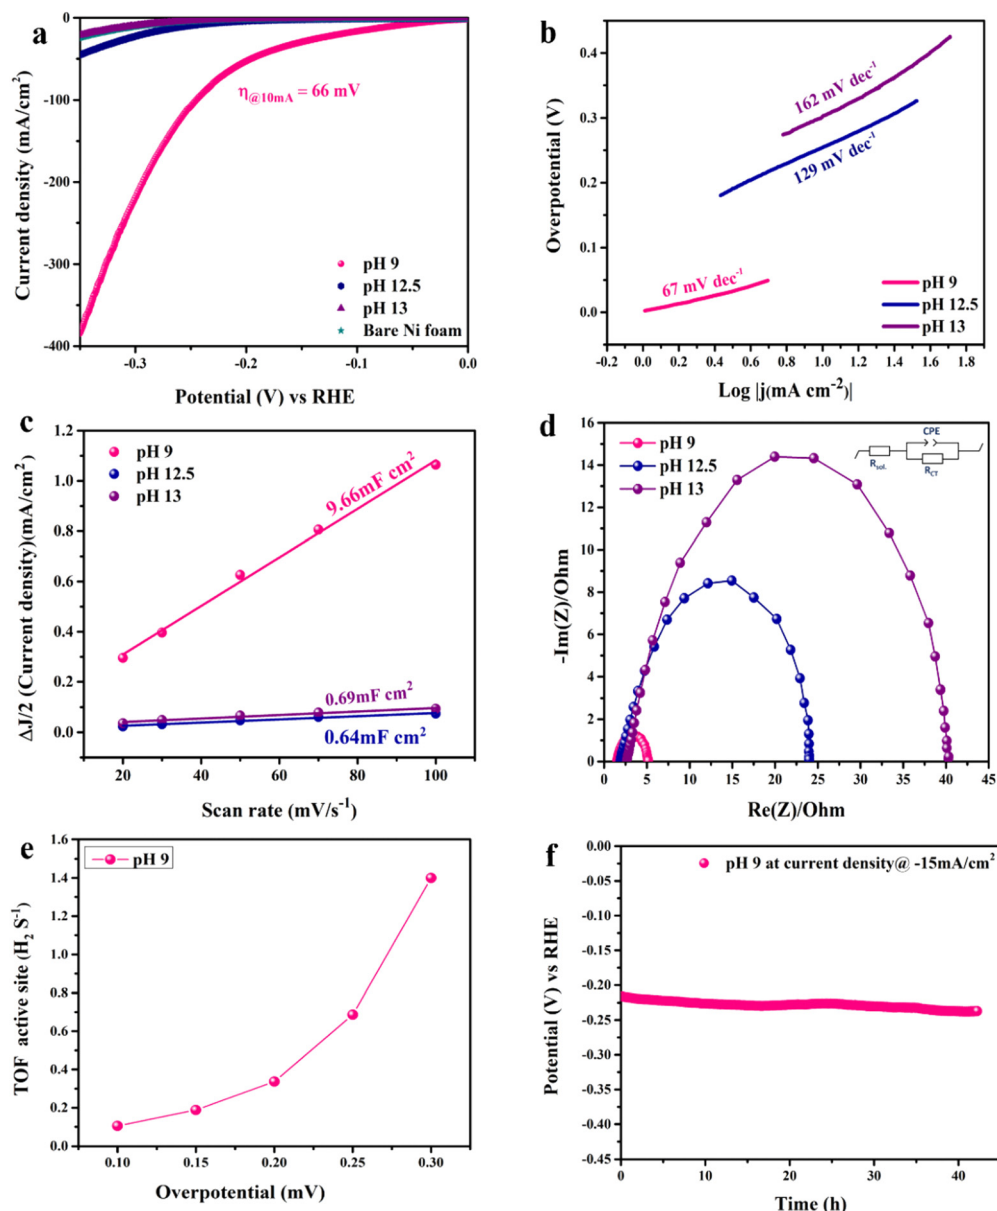 a
0
-100
-200
-300
-400
Current density (mA/cm²)
η@10mA = 66 mV
pH 9
pH 12.5
pH 13
Bare Ni foam
-0.3
-0.2
-0.1
0.0
Potential (V) vs RHE
b
0.4
0.3
0.2
0.1
0.0
Overpotential (V)
162 mV dec⁻¹
129 mV dec⁻¹
67 mV dec⁻¹
pH 9
pH 12.5
pH 13
-0.2
0.0
0.2
0.4
0.6
0.8
1.0
1.2
1.4
1.6
1.8
Log |j(mA cm⁻²)|
c
1.2
1.0
0.8
0.6
0.4
0.2
0.0
ΔJ/2 (Current density)(mA/cm²)
pH 9
pH 12.5
pH 13
9.66mF cm²
0.69mF cm²
0.64mF cm²
20
40
60
80
100
Scan rate (mV/s⁻¹)
d
16
14
12
10
8
6
4
2
0
-Im(Z)/Ohm
pH 9
pH 12.5
pH 13
CPE
Rsol.
RCT
0
5
10
15
20
25
30
35
40
45
Re(Z)/Ohm
e
1.6
1.4
1.2
1.0
0.8
0.6
0.4
0.2
0.0
TOF active site (H₂ S⁻¹)
pH 9
0.10
0.15
0.20
0.25
0.30
Overpotential (mV)
f
0.00
-0.05
-0.10
-0.15
-0.20
-0.25
-0.30
-0.35
-0.40
-0.45
Potential (V) vs RHE
pH 9 at current density@ -15mA/cm²
0
10
20
30
40
Time (h)